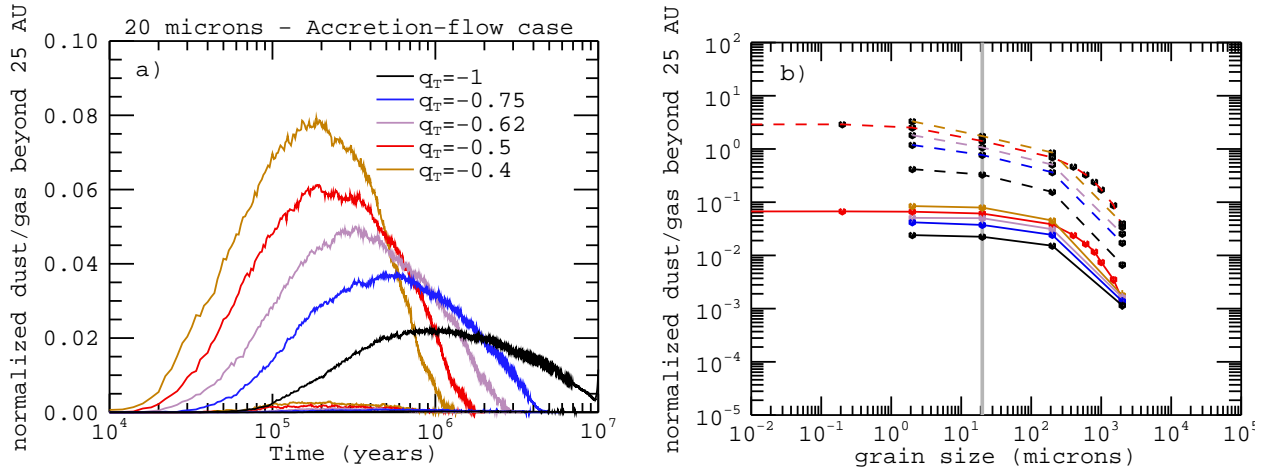 20 microns - Accretion-flow case
normalized dust/gas beyond 25 AU
0.10
0.08
0.06
0.04
0.02
0.00
a)
q_T=-1
q_T=-0.75
q_T=-0.62
q_T=-0.5
q_T=-0.4
10^4
10^5
10^6
10^7
Time (years)
normalized dust/gas beyond 25 AU
10^2
10^1
10^0
10^-1
10^-2
10^-3
10^-4
10^-5
b)
10^-2
10^-1
10^0
10^1
10^2
10^3
10^4
10^5
grain size (microns)